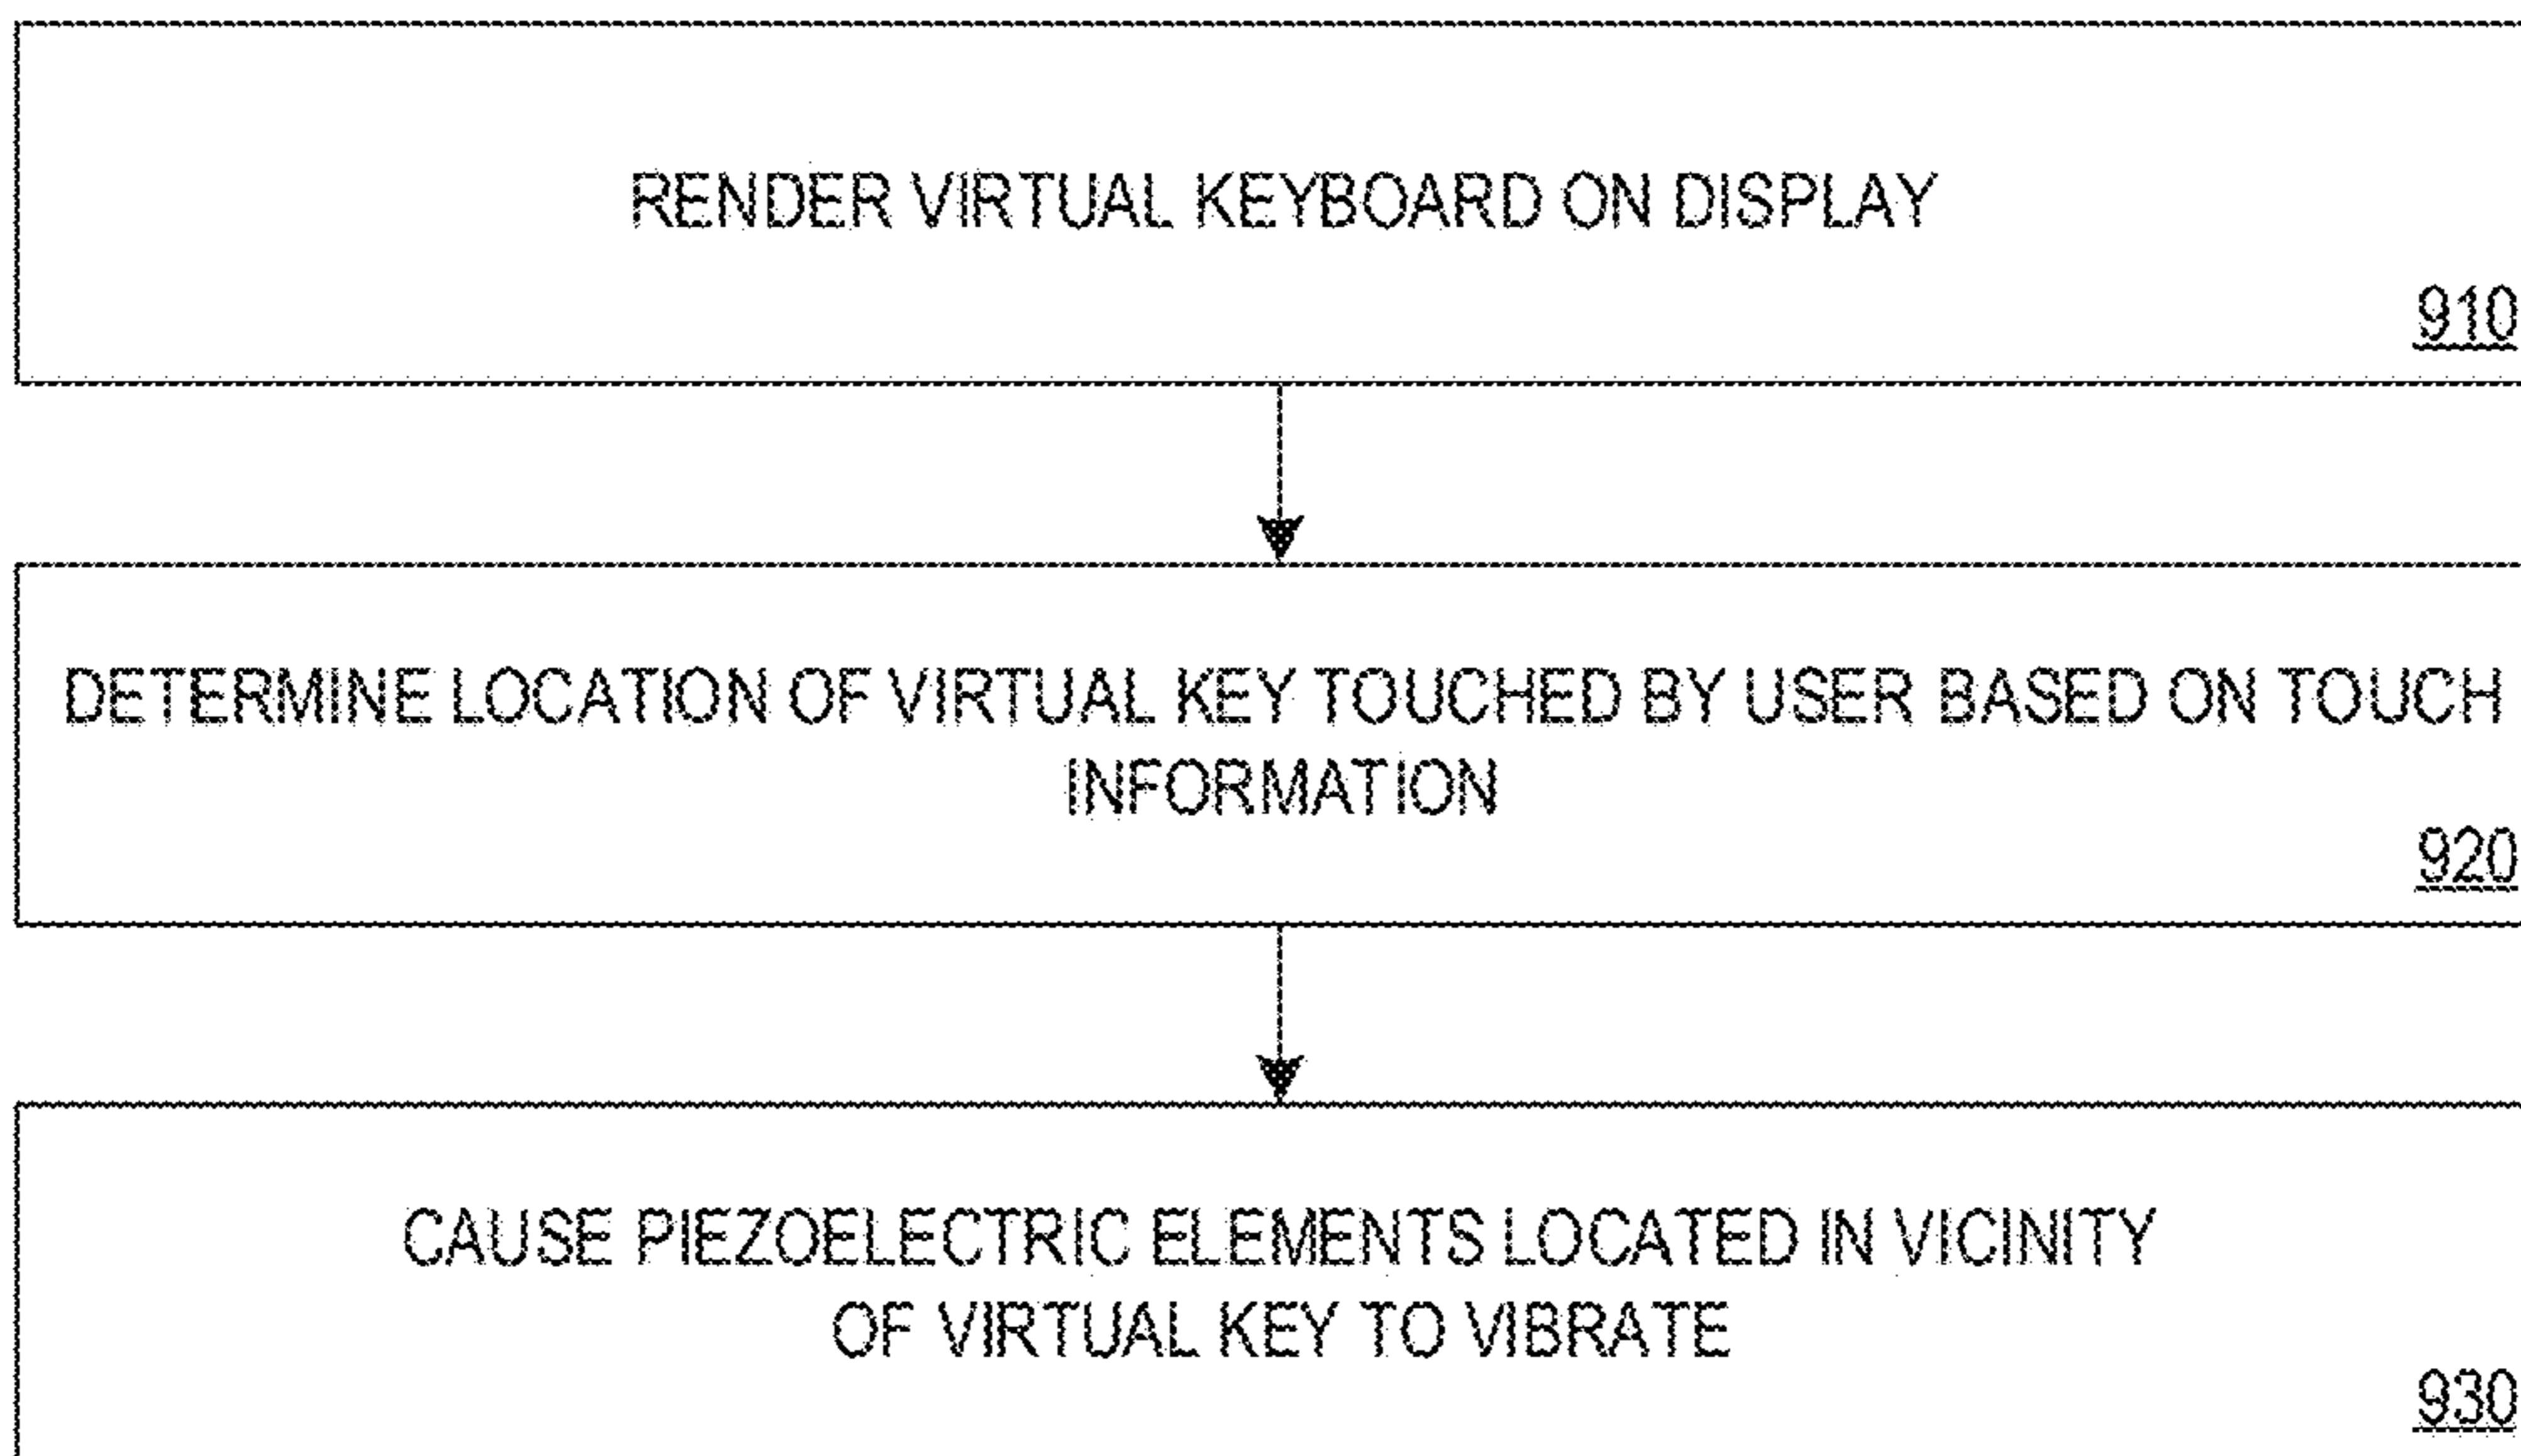 RENDER VIRTUAL KEYBOARD ON DISPLAY
910
DETERMINE LOCATION OF VIRTUAL KEY TOUCHED BY USER BASED ON TOUCH
INFORMATION
920
CAUSE PIEZOELECTRIC ELEMENTS LOCATED IN VICINITY
OF VIRTUAL KEY TO VIBRATE
930